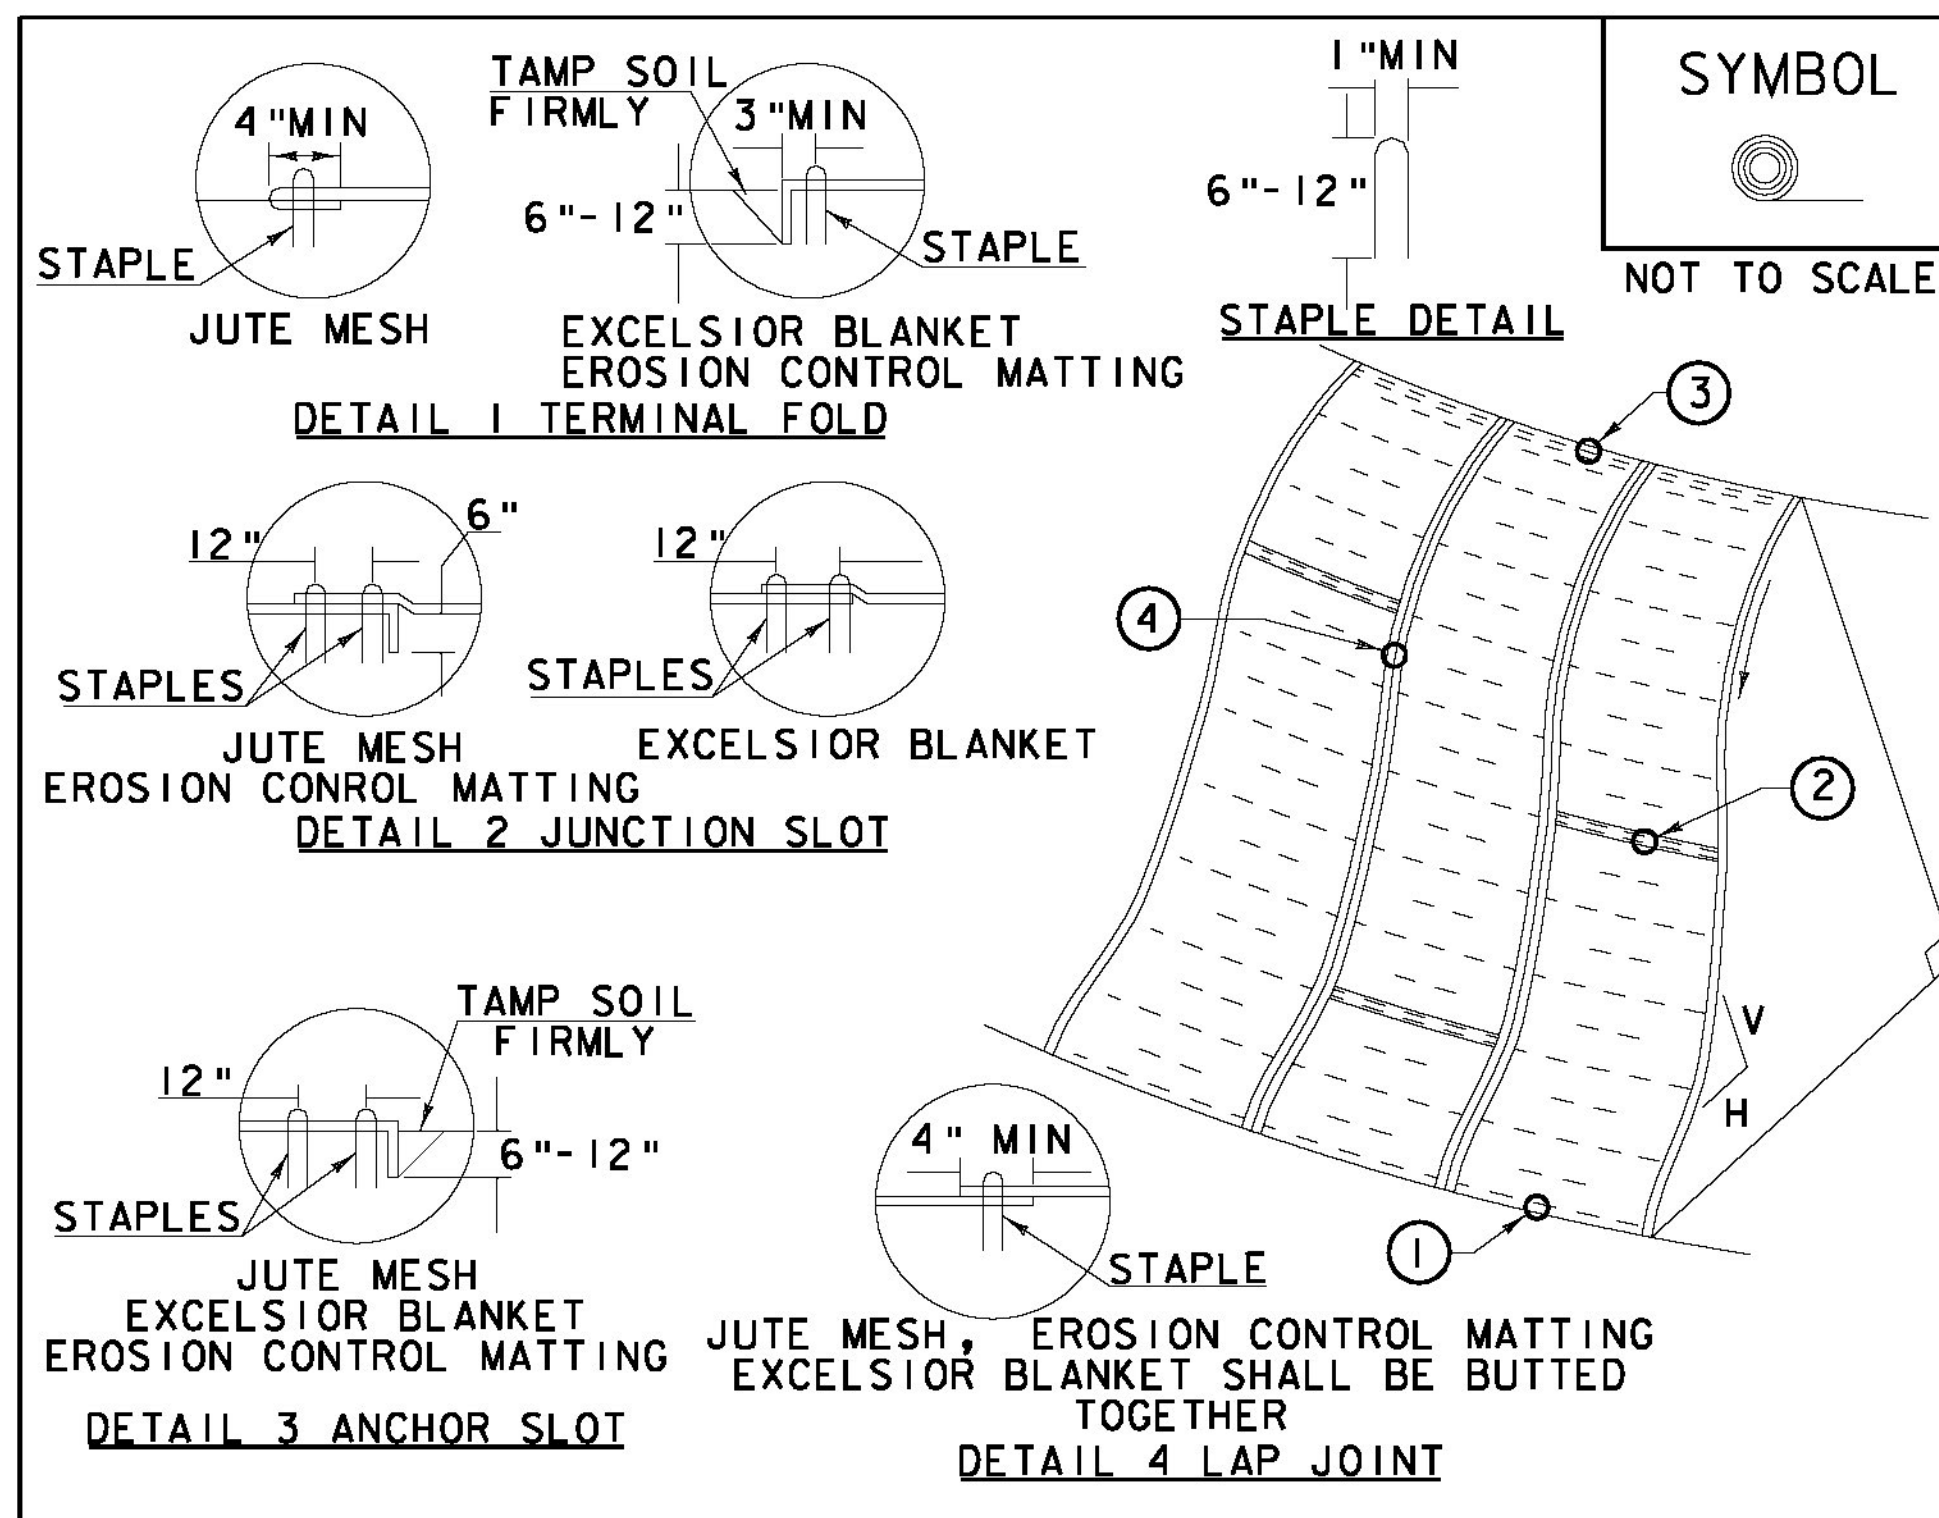 4"MIN
STAPLE
JUTE MESH
TAMP SOIL
FIRMLY
3"MIN
6"-12"
STAPLE
EXCELSIOR BLANKET
EROSION CONTROL MATTING
DETAIL 1 TERMINAL FOLD
1"MIN
6"-12"
STAPLE DETAIL
SYMBOL
NOT TO SCALE
12"
6"
STAPLES
JUTE MESH
EROSION CONROL MATTING
12"
STAPLES
EXCELSIOR BLANKET
DETAIL 2 JUNCTION SLOT
3
4
2
V
H
1
TAMP SOIL
FIRMLY
12"
6"-12"
STAPLES
JUTE MESH
EXCELSIOR BLANKET
EROSION CONTROL MATTING
DETAIL 3 ANCHOR SLOT
4" MIN
STAPLE
JUTE MESH, EROSION CONTROL MATTING
EXCELSIOR BLANKET SHALL BE BUTTED
TOGETHER
DETAIL 4 LAP JOINT